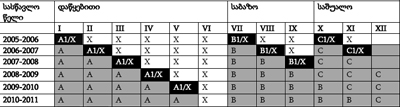 სასწავლო წელი დაწყებითი საბაზო საშუალო
I II III IV V VI VII VIII IX X XI XII
2005-2006 A1/X X X X X X B1/X X X C1/X X
2006-2007 A A1/X X X X X B B1/X X C C1/X
2007-2008 A A A1/X X X X B B B1/X C C C
2008-2009 A A A A1/X X X B B B C C C
2009-2010 A A A A A1/X X B B B C C C
2010-2011 A A A A A X B B B C C C